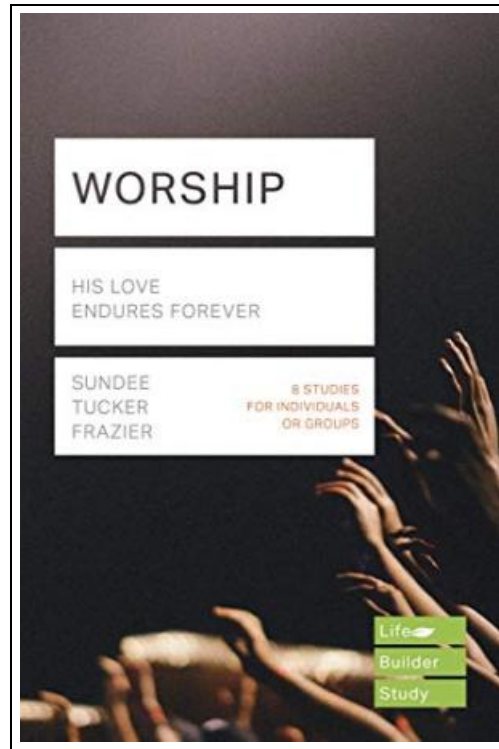 WORSHIP
HIS LOVE
ENDURES FOREVER
SUNDEE
TUCKER
FRAZIER
8 STUDIES
FOR INDIVIDUALS
OR GROUPS
Life
Builder
Study